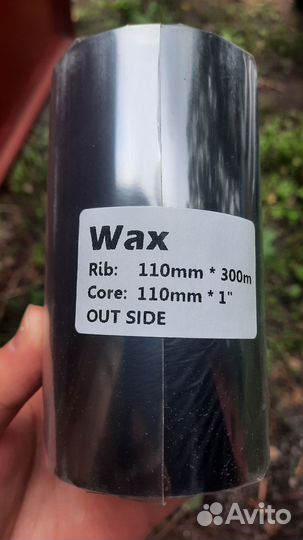 Wax
Rib: 110mm * 300m
Core: 110mm * 1"
OUT SIDE
Avito